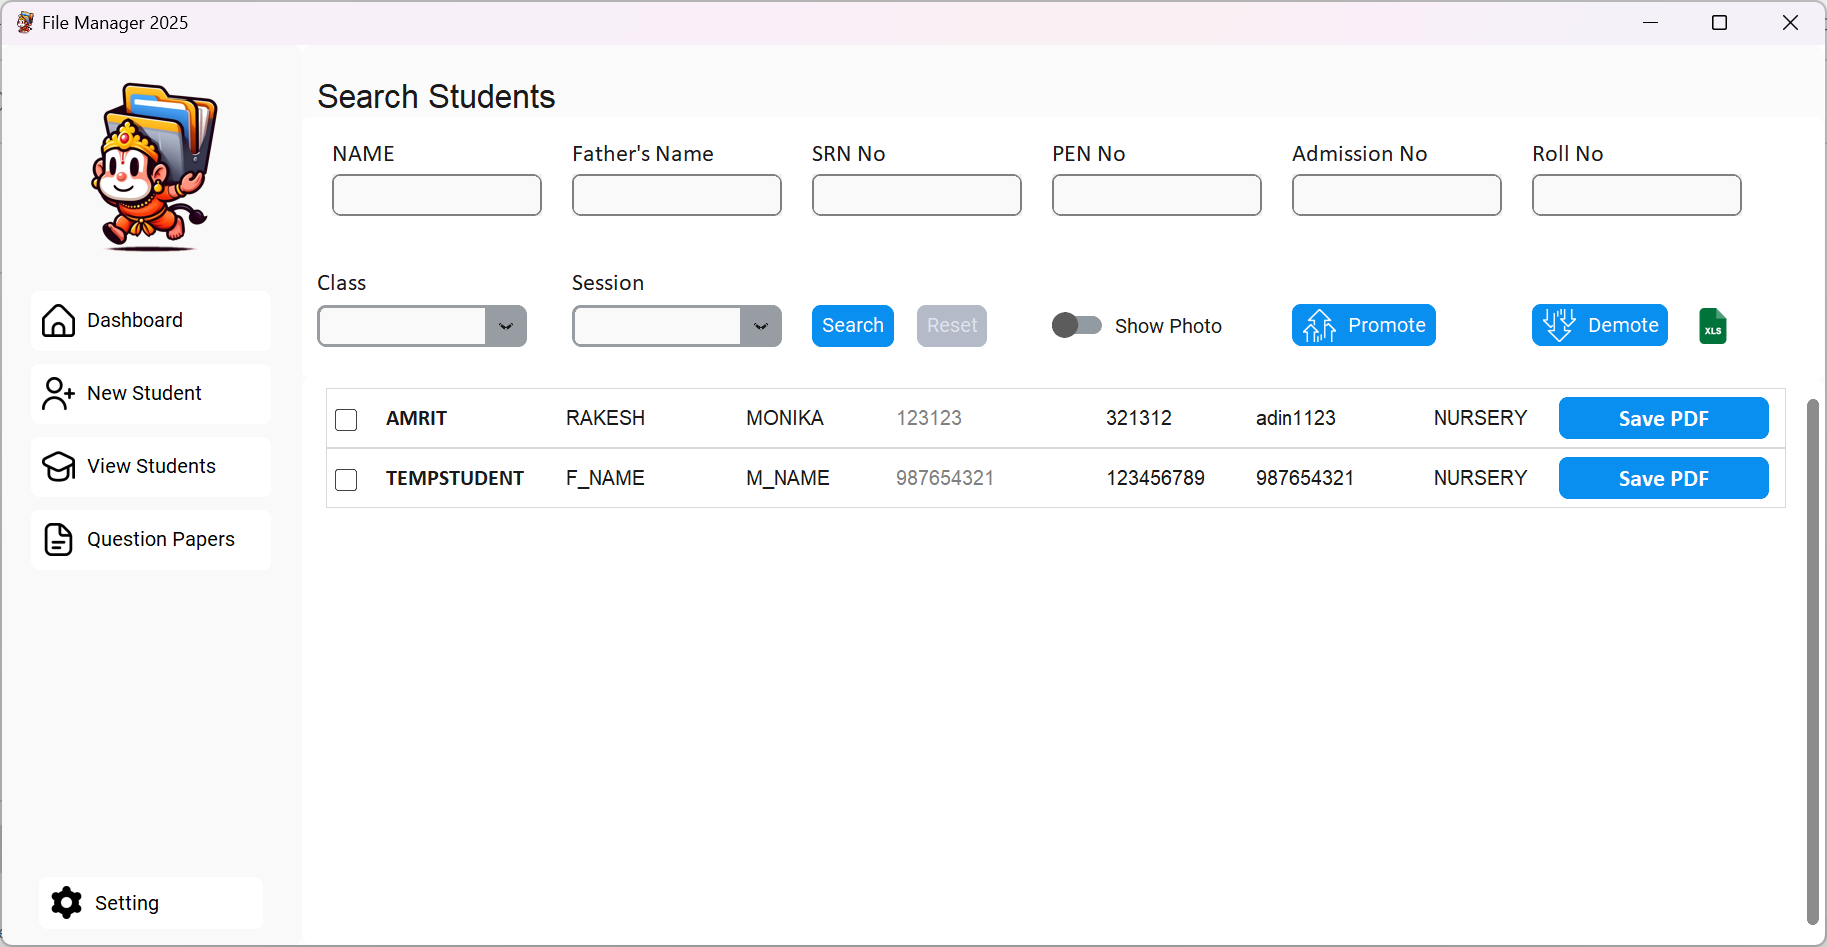 File Manager 2025
Search Students
NAME
Father's Name
SRN No
PEN No
Admission No
Roll No
Class
Session
Search
Reset
Show Photo
Promote
Demote
XLS
Dashboard
New Student
View Students
Question Papers
Setting
AMRIT RAKESH MONIKA 123123 321312 adin1123 NURSERY Save PDF
TEMPSTUDENT F_NAME M_NAME 987654321 123456789 987654321 NURSERY Save PDF